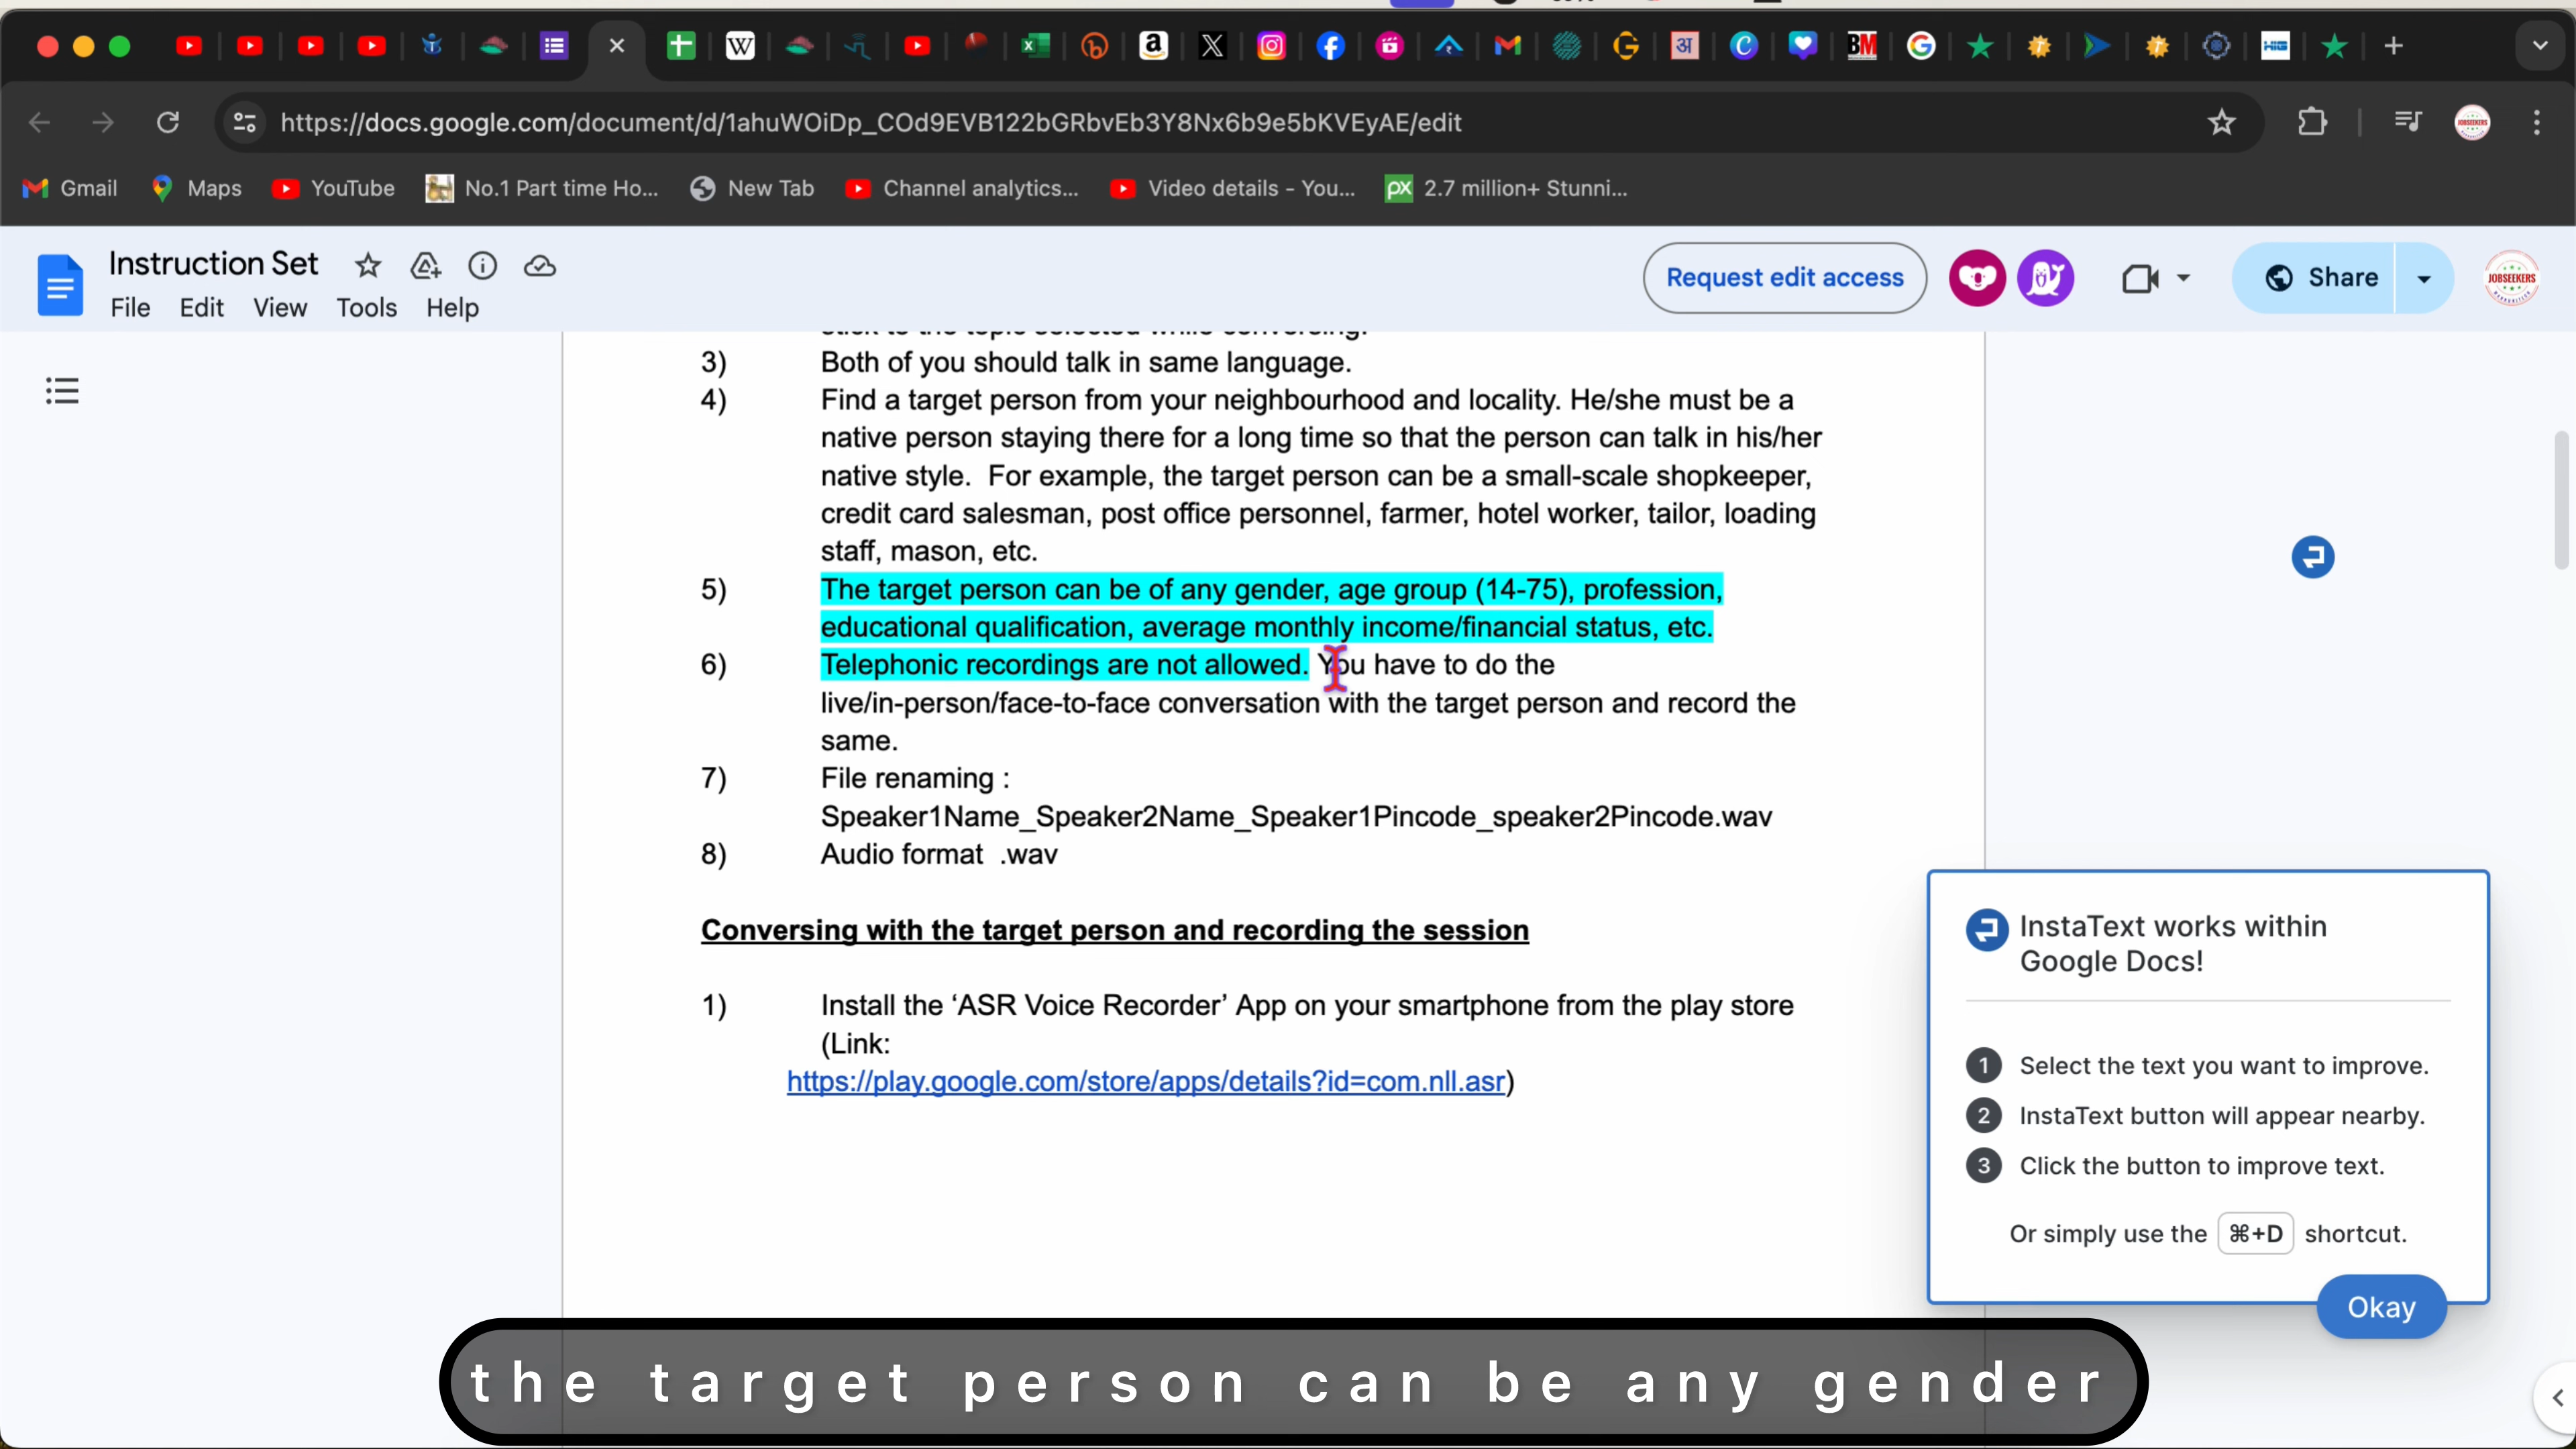 https://docs.google.com/document/d/1ahuWOiDp_COd9EVB122bGRbvEb3Y8Nx6b9e5bKVEyAE/edit
Gmail Maps YouTube No.1 Part time Ho... New Tab Channel analytics... Video details - You... 2.7 million+ Stunni...
Instruction Set
File Edit View Tools Help
Request edit access
Share
JOBSEEKERS
stick to the topic selected while conversing.
3) Both of you should talk in same language.
4) Find a target person from your neighbourhood and locality. He/she must be a
native person staying there for a long time so that the person can talk in his/her
native style. For example, the target person can be a small-scale shopkeeper,
credit card salesman, post office personnel, farmer, hotel worker, tailor, loading
staff, mason, etc.
5) The target person can be of any gender, age group (14-75), profession,
educational qualification, average monthly income/financial status, etc.
6) Telephonic recordings are not allowed. You have to do the
live/in-person/face-to-face conversation with the target person and record the
same.
7) File renaming :
Speaker1Name_Speaker2Name_Speaker1Pincode_speaker2Pincode.wav
8) Audio format .wav
Conversing with the target person and recording the session
1) Install the ‘ASR Voice Recorder’ App on your smartphone from the play store
(Link:
https://play.google.com/store/apps/details?id=com.nll.asr)
InstaText works within
Google Docs!
1 Select the text you want to improve.
2 InstaText button will appear nearby.
3 Click the button to improve text.
Or simply use the ⌘+D shortcut.
Okay
the target person can be any gender